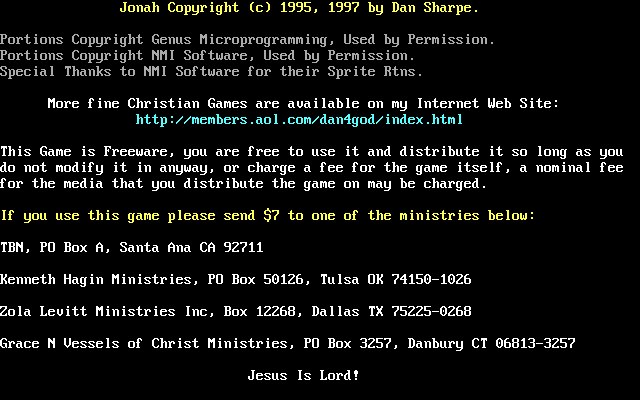 Jonah Copyright (c) 1995, 1997 by Dan Sharpe.
Portions Copyright Genus Microprogramming, Used by Permission.
Portions Copyright NMI Software, Used by Permission.
Special Thanks to NMI Software for their Sprite Rtns.
More fine Christian Games are available on my Internet Web Site:
http://members.aol.com/dan4god/index.html
This Game is Freeware, you are free to use it and distribute it so long as you
do not modify it in anyway, or charge a fee for the game itself, a nominal fee
for the media that you distribute the game on may be charged.
If you use this game please send $7 to one of the ministries below:
TBN, PO Box A, Santa Ana CA 92711
Kenneth Hagin Ministries, PO Box 50126, Tulsa OK 74150-1026
Zola Levitt Ministries Inc, Box 12268, Dallas TX 75225-0268
Grace N Vessels of Christ Ministries, PO Box 3257, Danbury CT 06813-3257
Jesus Is Lord!